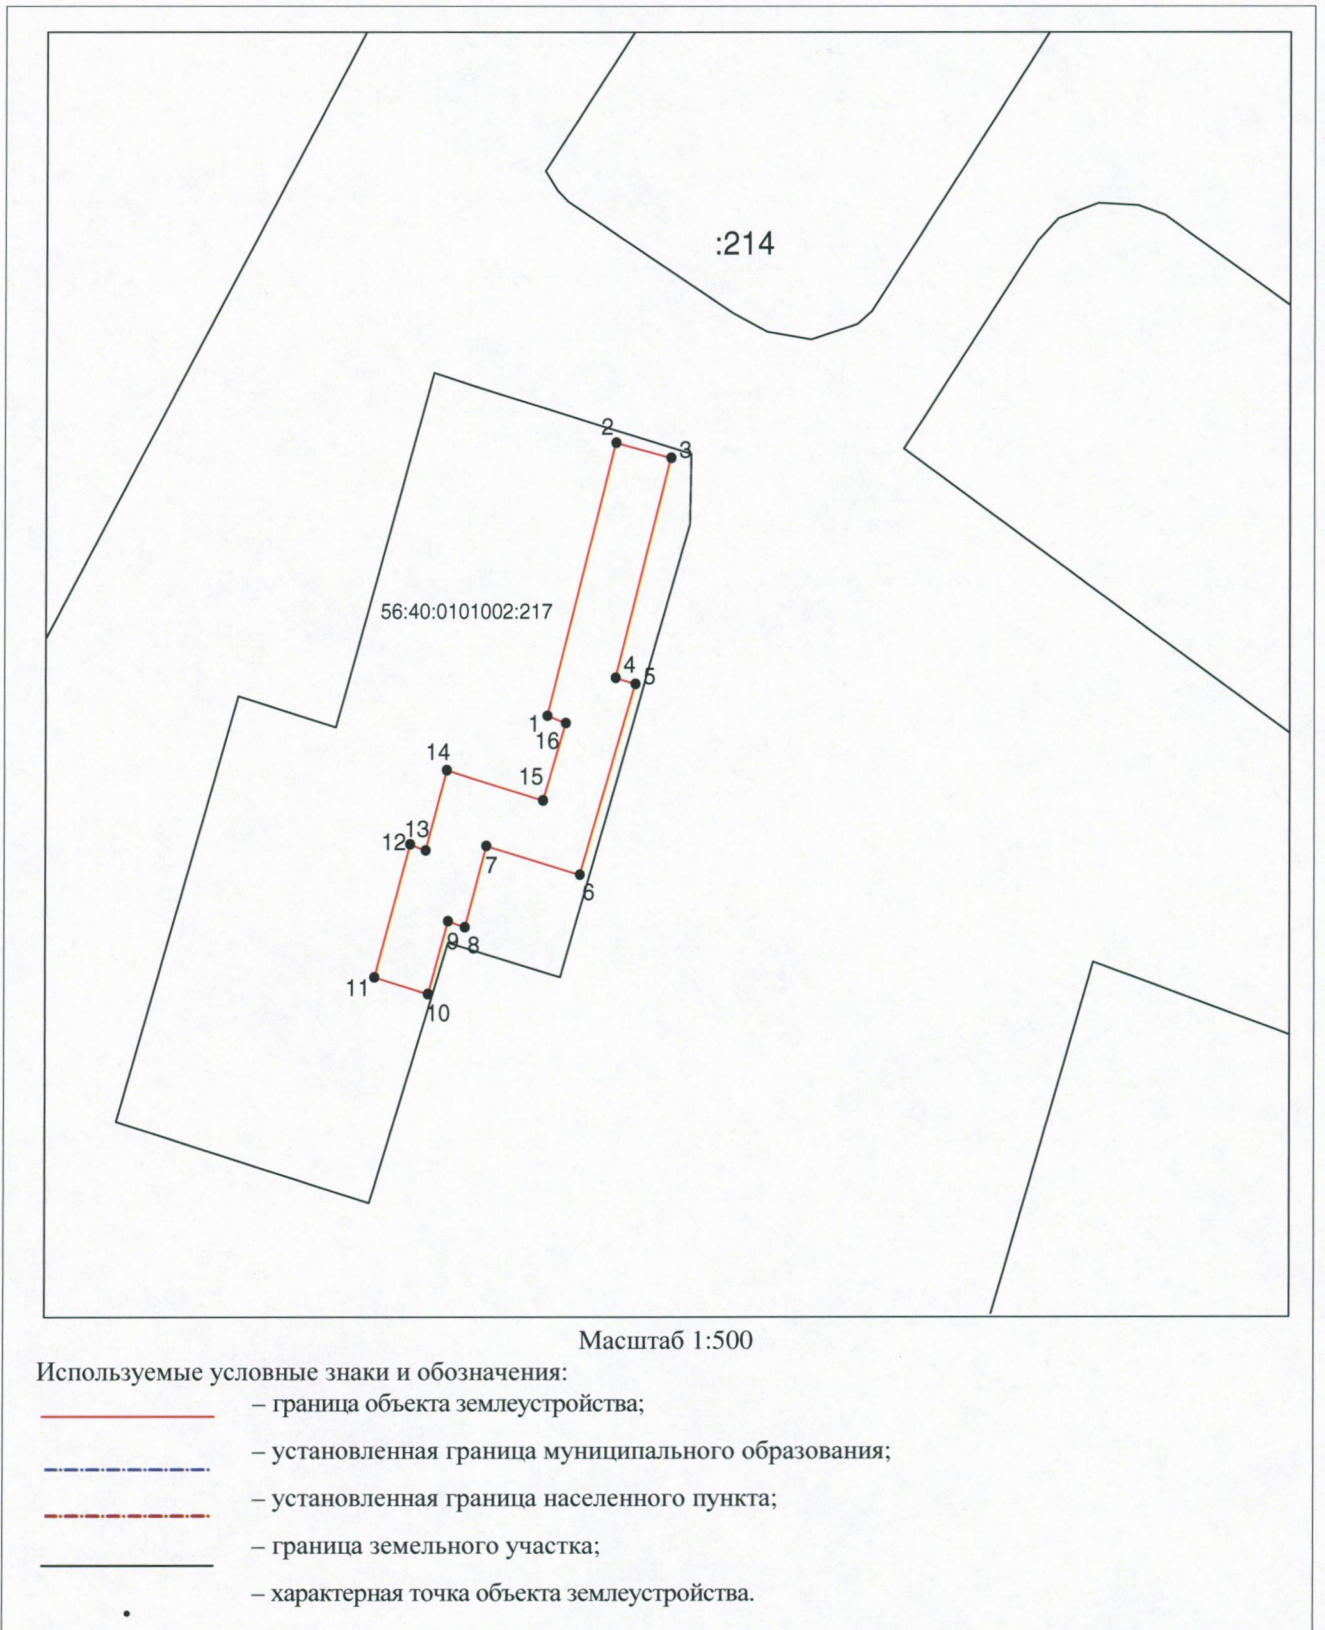 :214
2
3
56:40:0101002:217
4
5
1
16
14
15
13
12
7
6
9
8
11
10
Масштаб 1:500
Используемые условные знаки и обозначения:
– граница объекта землеустройства;
– установленная граница муниципального образования;
– установленная граница населенного пункта;
– граница земельного участка;
– характерная точка объекта землеустройства.